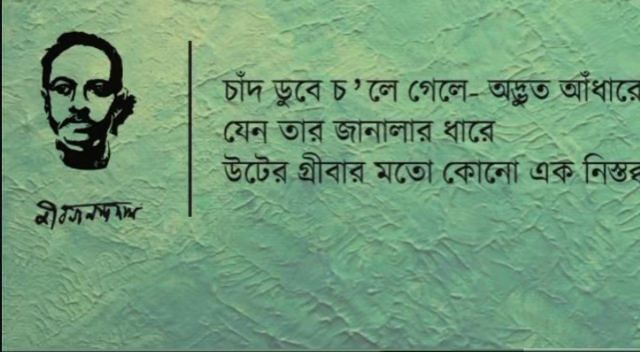 চাঁদ ডুবে চ’লে গেলে- অদ্ভুত আঁধারে
যেন তার জানালার ধারে
উটের গ্রীবার মতো কোনো এক
জীবনানন্দ দাশ